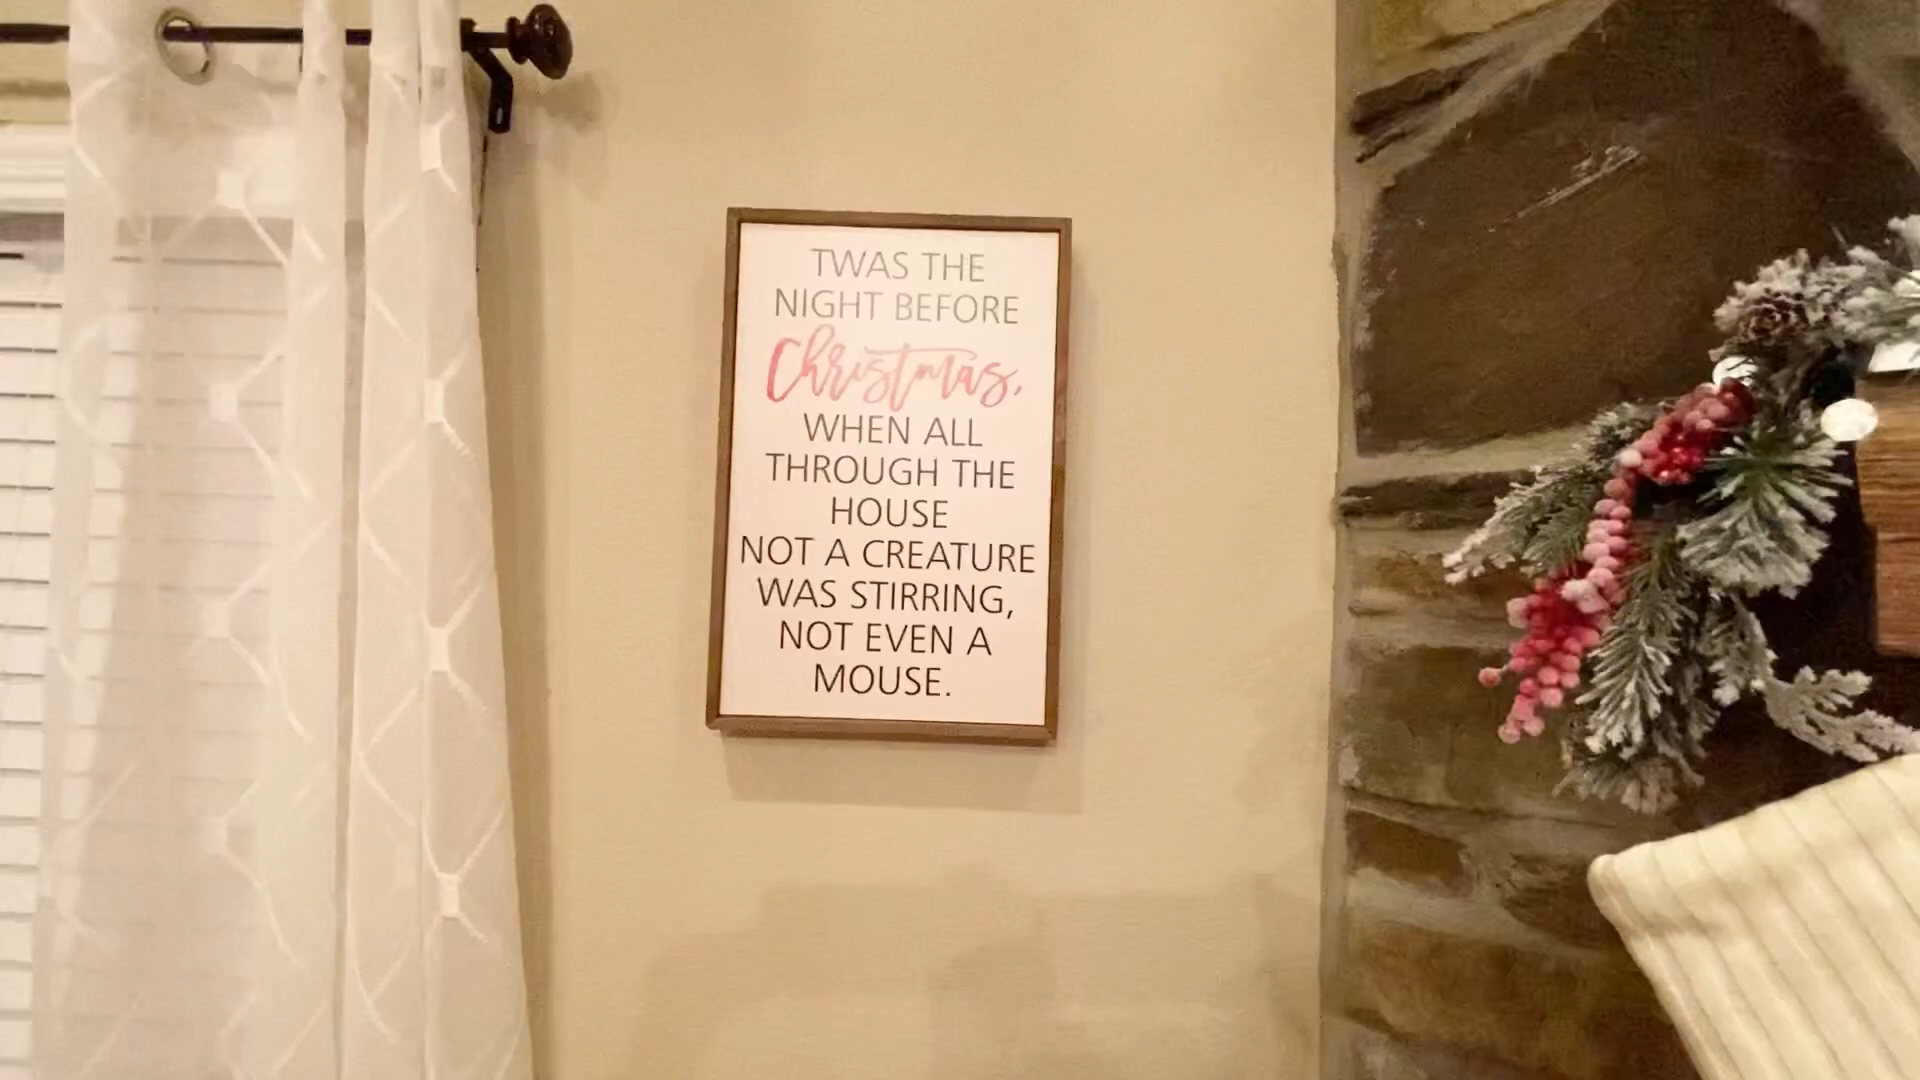 TWAS THE
NIGHT BEFORE
Christmas,
WHEN ALL
THROUGH THE
HOUSE
NOT A CREATURE
WAS STIRRING,
NOT EVEN A
MOUSE.